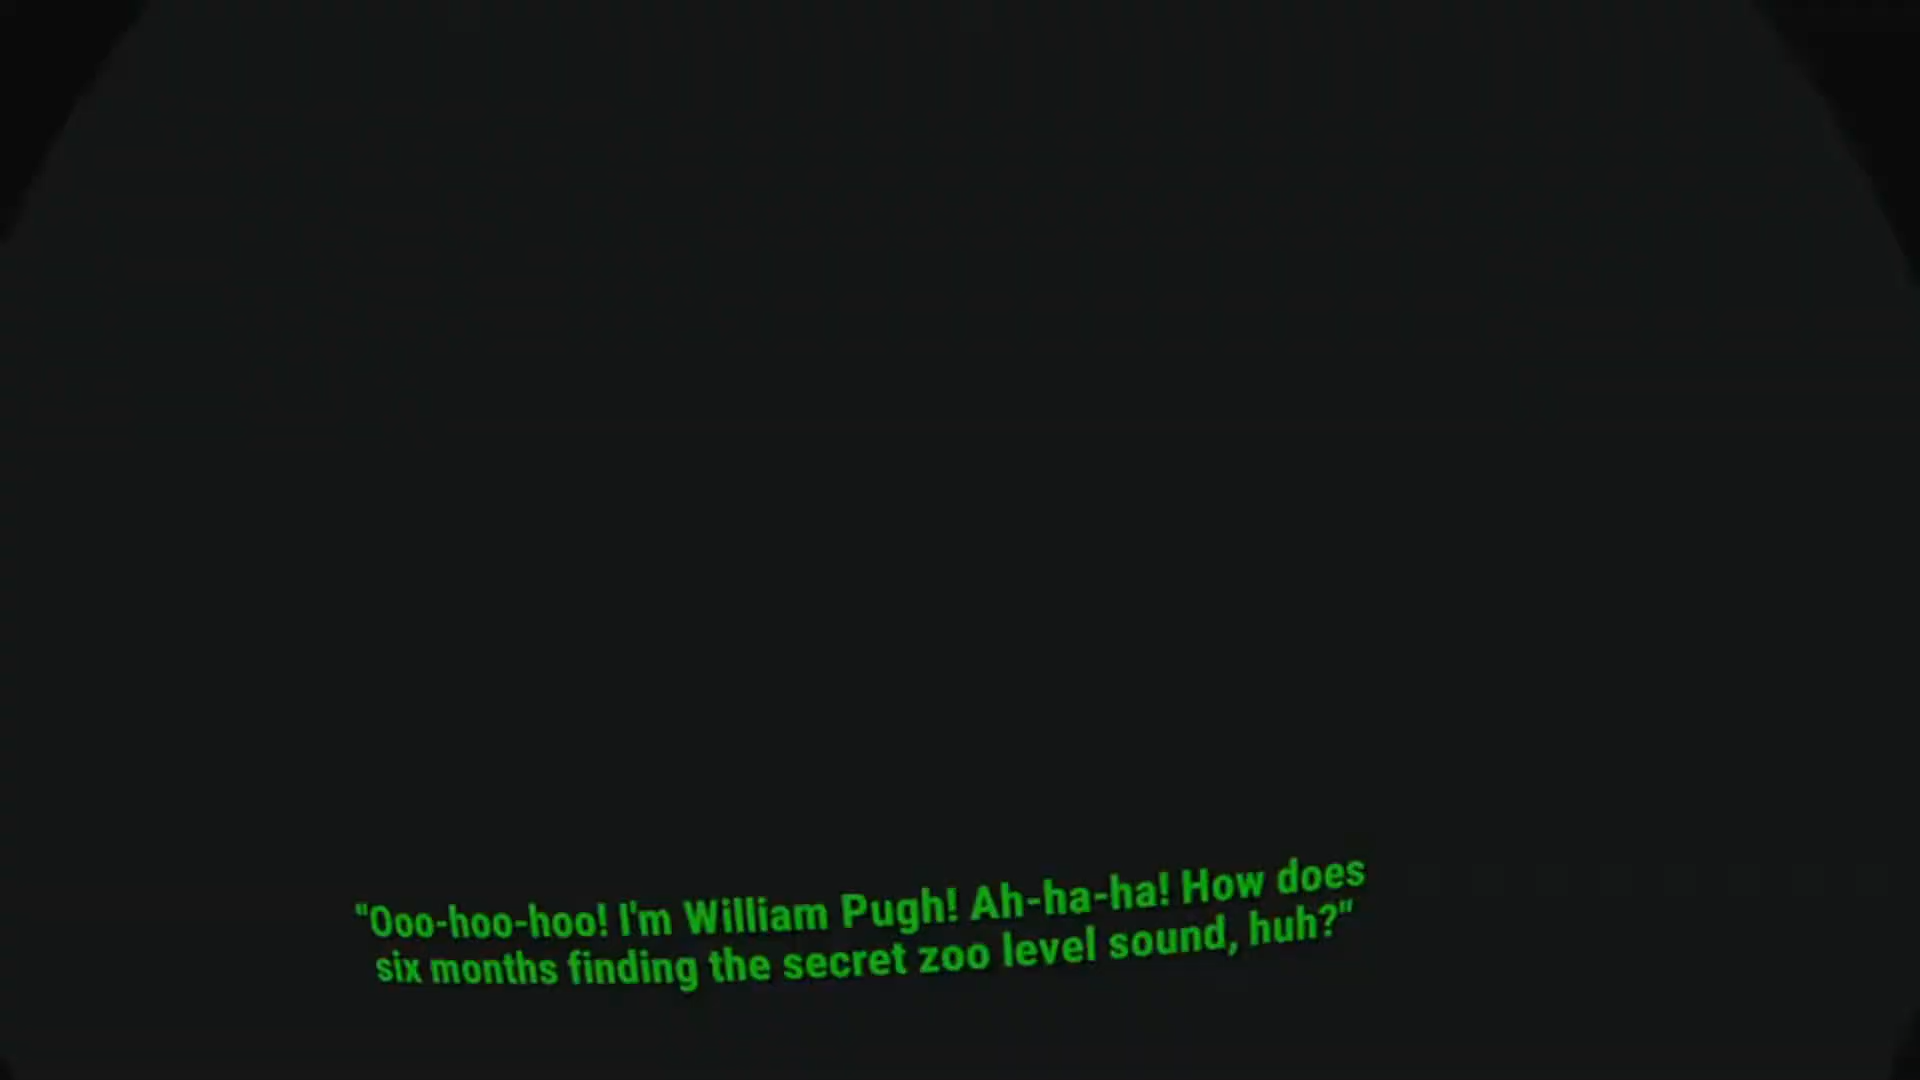 "Ooo-hoo-hoo! I'm William Pugh! Ah-ha-ha! How does
six months finding the secret zoo level sound, huh?"